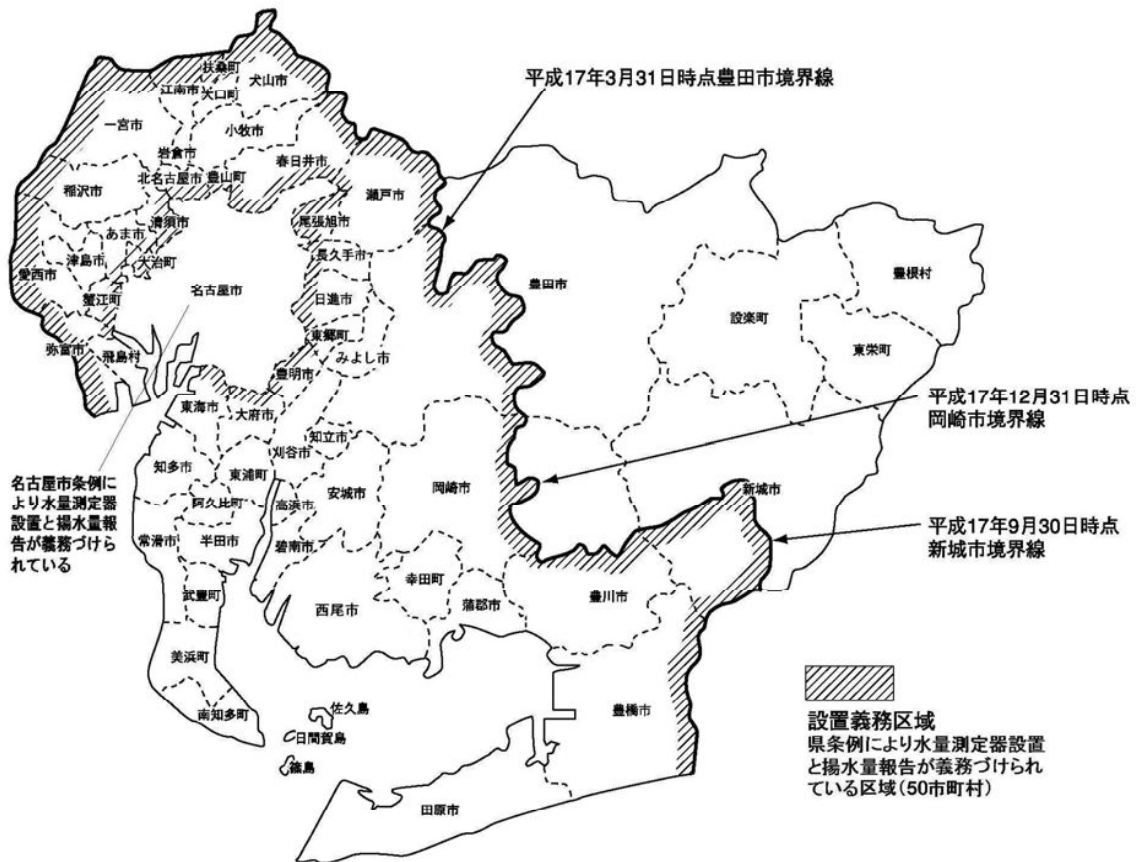 平成17年3月31日時点豊田市境界線
扶桑町
犬山市
江南市
大口町
一宮市
小牧市
岩倉市
春日井市
北名古屋市
豊山町
瀬戸市
稲沢市
清須市
尾張旭市
あま市
長久手市
津島市
大治町
愛西市
名古屋市
日進市
蟹江町
東郷町
弥富市
飛島村
みよし市
豊明市
豊田市
豊根村
設楽町
東栄町
東海市
大府市
平成17年12月31日時点
岡崎市境界線
知立市
刈谷市
知多市
東浦町
名古屋市条例に
より水量測定器
設置と揚水量報
告が義務づけら
れている
安城市
岡崎市
新城市
阿久比町
高浜市
平成17年9月30日時点
新城市境界線
常滑市
半田市
碧南市
幸田町
豊川市
武豊町
西尾市
蒲郡市
美浜町
南知多町
佐久島
日間賀島
篠島
豊橋市
田原市
設置義務区域
県条例により水量測定器設置
と揚水量報告が義務づけられ
ている区域(50市町村)